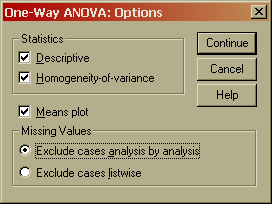 One-Way ANOVA: Options
Statistics
Descriptive
Homogeneity-of-variance
Means plot
Missing Values
Exclude cases analysis by analysis
Exclude cases listwise
Continue
Cancel
Help